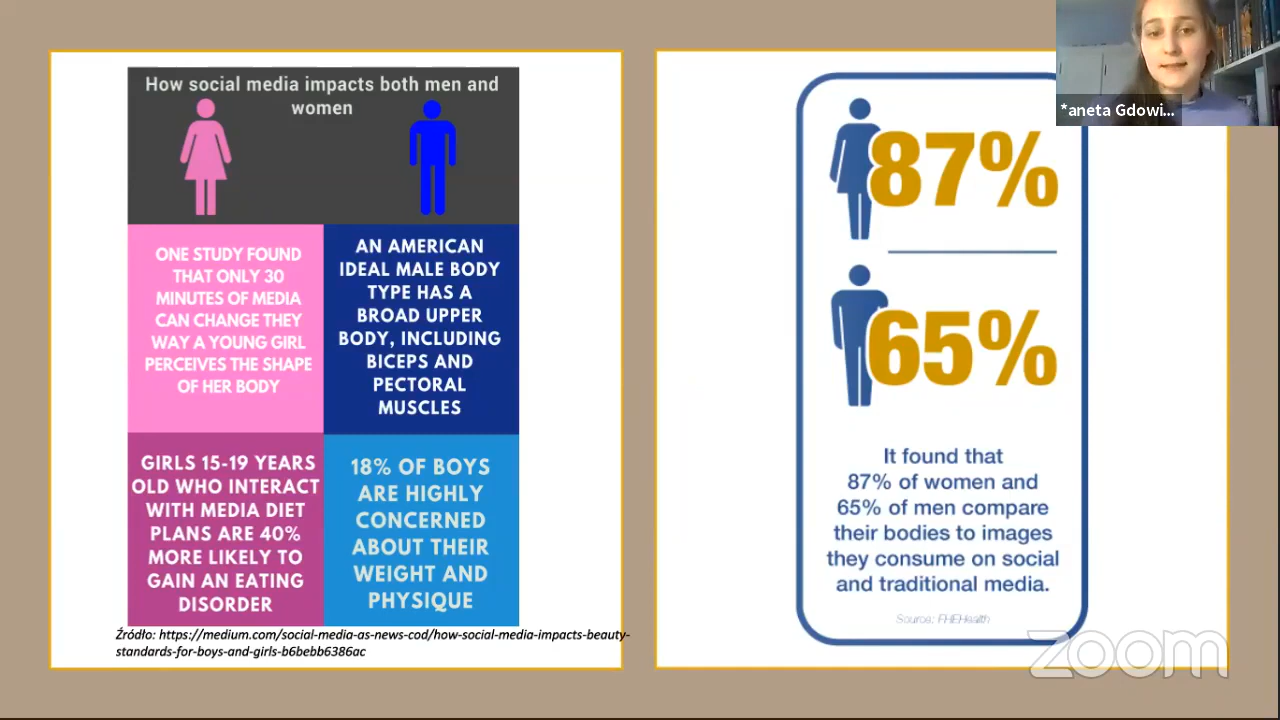 How social media impacts both men and
women
ONE STUDY FOUND
THAT ONLY 30
MINUTES OF MEDIA
CAN CHANGE THEY
WAY A YOUNG GIRL
PERCEIVES THE SHAPE
OF HER BODY
AN AMERICAN
IDEAL MALE BODY
TYPE HAS A
BROAD UPPER
BODY, INCLUDING
BICEPS AND
PECTORAL
MUSCLES
GIRLS 15-19 YEARS
OLD WHO INTERACT
WITH MEDIA DIET
PLANS ARE 40%
MORE LIKELY TO
GAIN AN EATING
DISORDER
18% OF BOYS
ARE HIGHLY
CONCERNED
ABOUT THEIR
WEIGHT AND
PHYSIQUE
Źródło: https://medium.com/social-media-as-news-cod/how-social-media-impacts-beauty-
standards-for-boys-and-girls-b6bebb6386ac
87%
65%
It found that
87% of women and
65% of men compare
their bodies to images
they consume on social
and traditional media.
Source: FHEHealth
*aneta Gdowi...
zoom